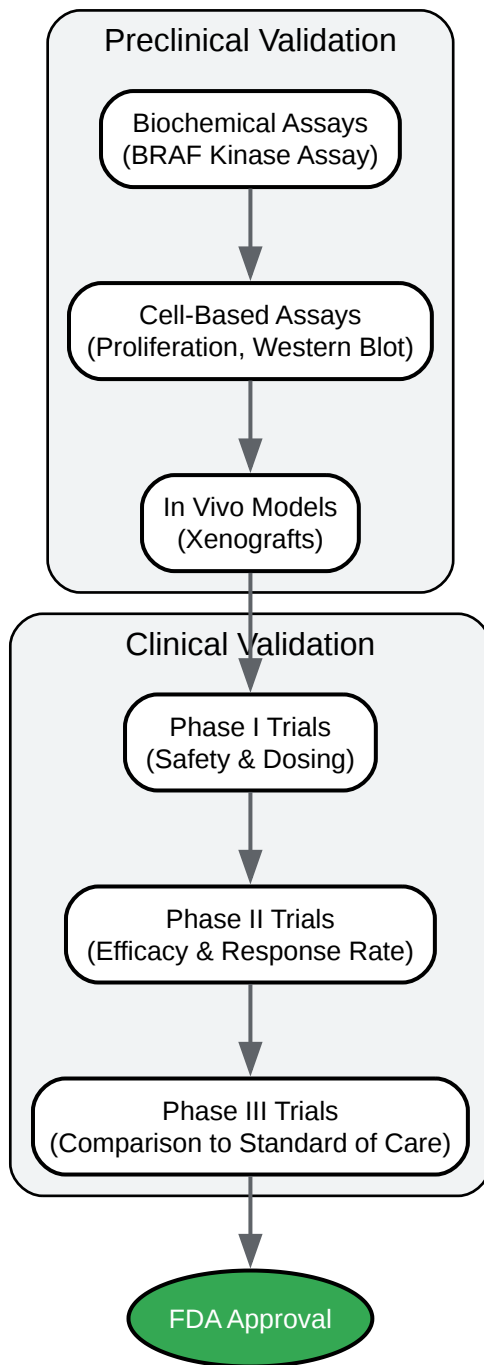 Preclinical Validation
Biochemical Assays
(BRAF Kinase Assay)
Cell-Based Assays
(Proliferation, Western Blot)
In Vivo Models
(Xenografts)
Clinical Validation
Phase I Trials
(Safety & Dosing)
Phase II Trials
(Efficacy & Response Rate)
Phase III Trials
(Comparison to Standard of Care)
FDA Approval